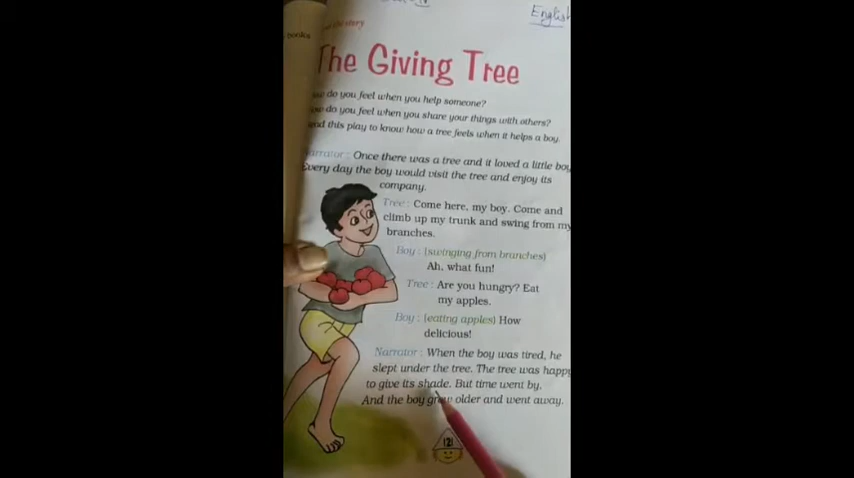 English
the story
books
The Giving Tree
do you feel when you help someone?
do you feel when you share your things with others?
this play to know how a tree feels when it helps a boy.
Narrator : Once there was a tree and it loved a little boy
Every day the boy would visit the tree and enjoy its
company.
Tree : Come here, my boy. Come and
climb up my trunk and swing from my
branches.
Boy : (swinging from branches)
Ah, what fun!
Tree : Are you hungry? Eat
my apples.
Boy : (eating apples) How
delicious!
Narrator : When the boy was tired, he
slept under the tree. The tree was happy
to give its shade. But time went by.
And the boy grew older and went away.
121